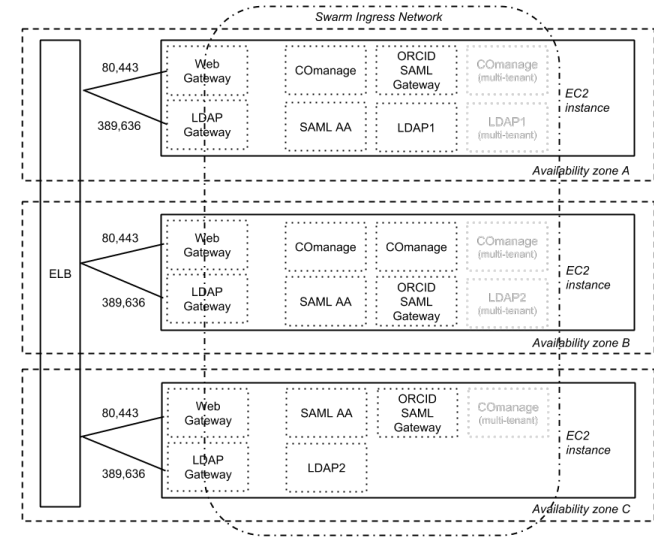 Swarm Ingress Network
ELB
80,443
389,636
Web
Gateway
COmanage
ORCID
SAML
Gateway
COmanage
(multi-tenant)
LDAP
Gateway
SAML AA
LDAP1
LDAP1
(multi-tenant)
EC2
instance
Availability zone A
80,443
389,636
Web
Gateway
COmanage
COmanage
COmanage
(multi-tenant)
LDAP
Gateway
SAML AA
ORCID
SAML
Gateway
LDAP2
(multi-tenant)
EC2
instance
Availability zone B
80,443
389,636
Web
Gateway
SAML AA
ORCID
SAML
Gateway
COmanage
(multi-tenant)
LDAP
Gateway
LDAP2
EC2
instance
Availability zone C